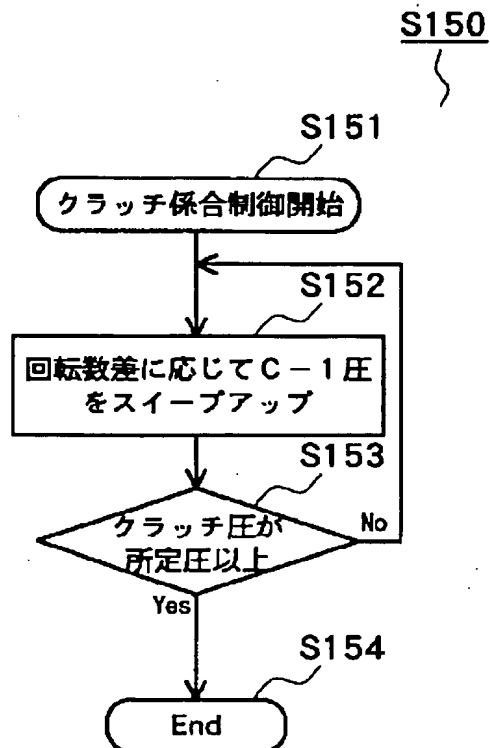 S150
S151
クラッチ係合制御開始
S152
回転数差に応じてC－1圧
をスイープアップ
S153
クラッチ圧が
所定圧以上
No
Yes
S154
End